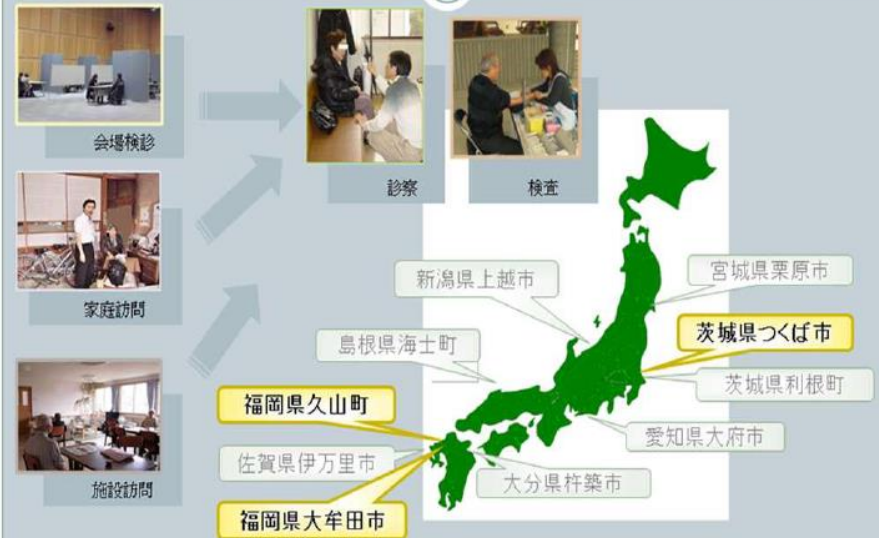 会場検診
家庭訪問
施設訪問
診察
検査
新潟県上越市
宮城県栗原市
島根県海士町
茨城県つくば市
茨城県利根町
福岡県久山町
愛知県大府市
佐賀県伊万里市
大分県杵築市
福岡県大牟田市